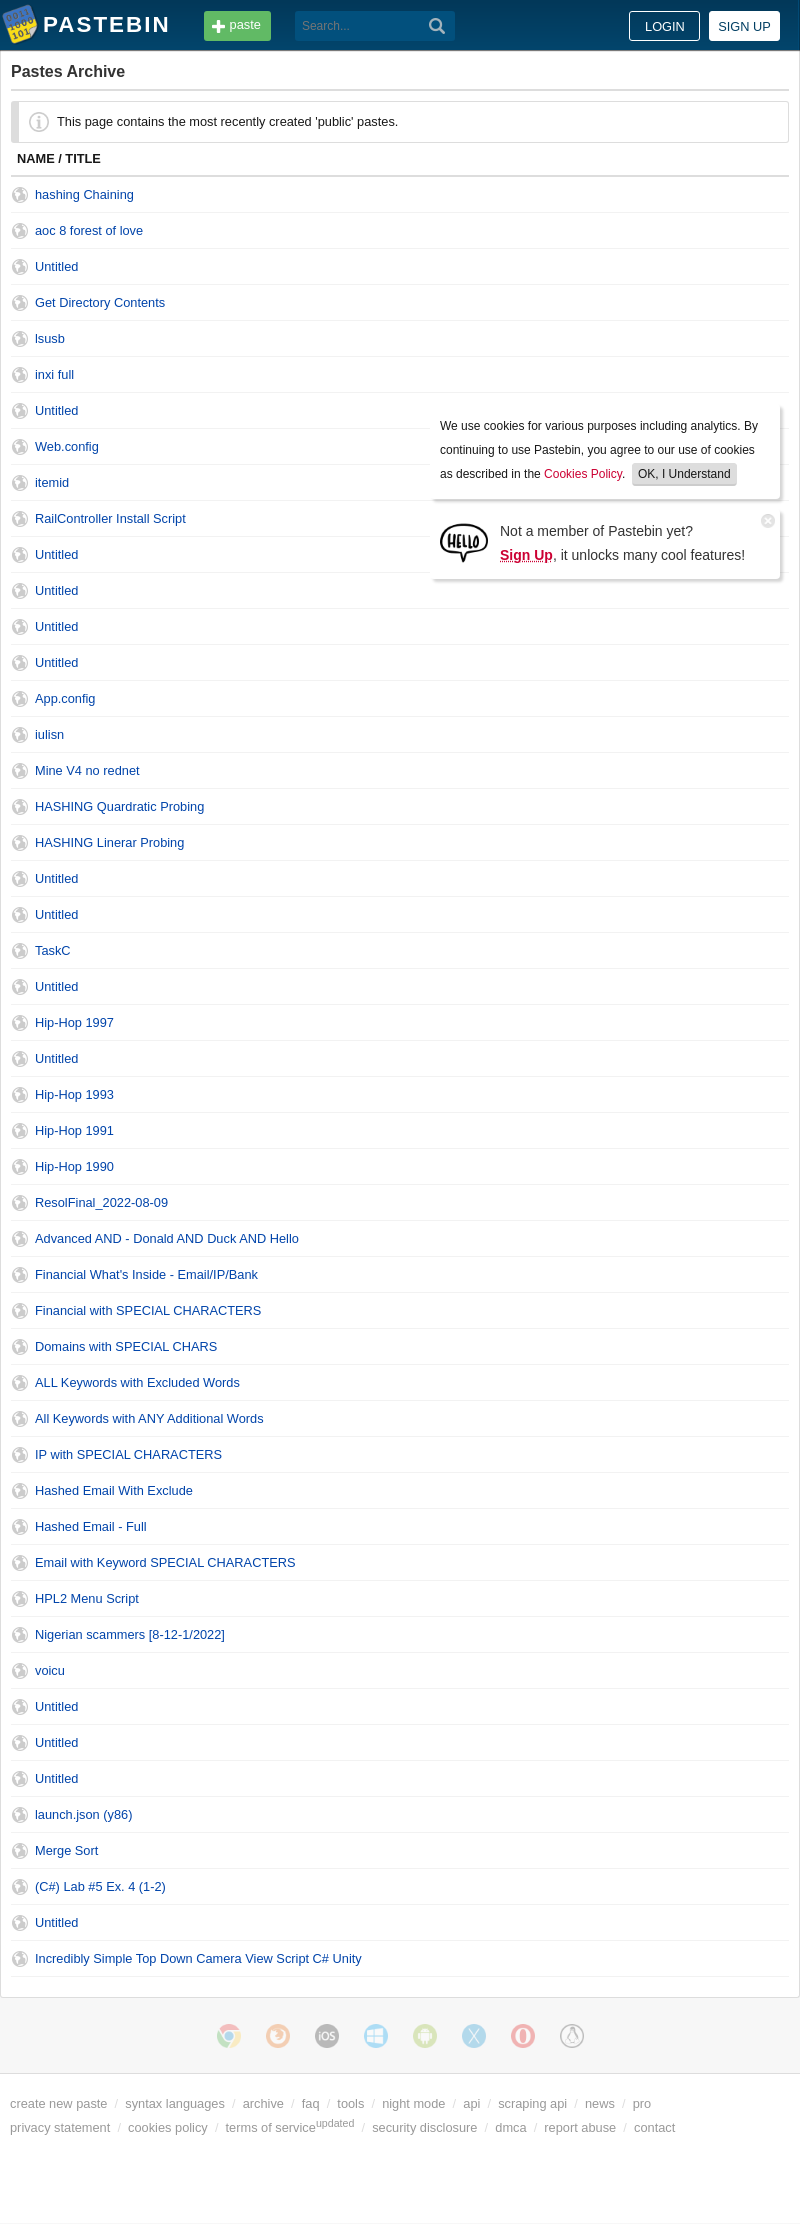 PASTEBIN
paste
Search...
LOGIN
SIGN UP
Pastes Archive
This page contains the most recently created 'public' pastes.
NAME / TITLE
hashing Chaining
aoc 8 forest of love
Untitled
Get Directory Contents
lsusb
inxi full
Untitled
Web.config
itemid
RailController Install Script
Untitled
Untitled
Untitled
Untitled
App.config
iulisn
Mine V4 no rednet
HASHING Quardratic Probing
HASHING Linerar Probing
Untitled
Untitled
TaskC
Untitled
Hip-Hop 1997
Untitled
Hip-Hop 1993
Hip-Hop 1991
Hip-Hop 1990
ResolFinal_2022-08-09
Advanced AND - Donald AND Duck AND Hello
Financial What's Inside - Email/IP/Bank
Financial with SPECIAL CHARACTERS
Domains with SPECIAL CHARS
ALL Keywords with Excluded Words
All Keywords with ANY Additional Words
IP with SPECIAL CHARACTERS
Hashed Email With Exclude
Hashed Email - Full
Email with Keyword SPECIAL CHARACTERS
HPL2 Menu Script
Nigerian scammers [8-12-1/2022]
voicu
Untitled
Untitled
Untitled
launch.json (y86)
Merge Sort
(C#) Lab #5 Ex. 4 (1-2)
Untitled
Incredibly Simple Top Down Camera View Script C# Unity
We use cookies for various purposes including analytics. By
continuing to use Pastebin, you agree to our use of cookies
as described in the Cookies Policy. OK, I Understand
HELLO
Not a member of Pastebin yet?
Sign Up, it unlocks many cool features!
iOS
create new paste / syntax languages / archive / faq / tools / night mode / api / scraping api / news / pro
privacy statement / cookies policy / terms of service updated / security disclosure / dmca / report abuse / contact